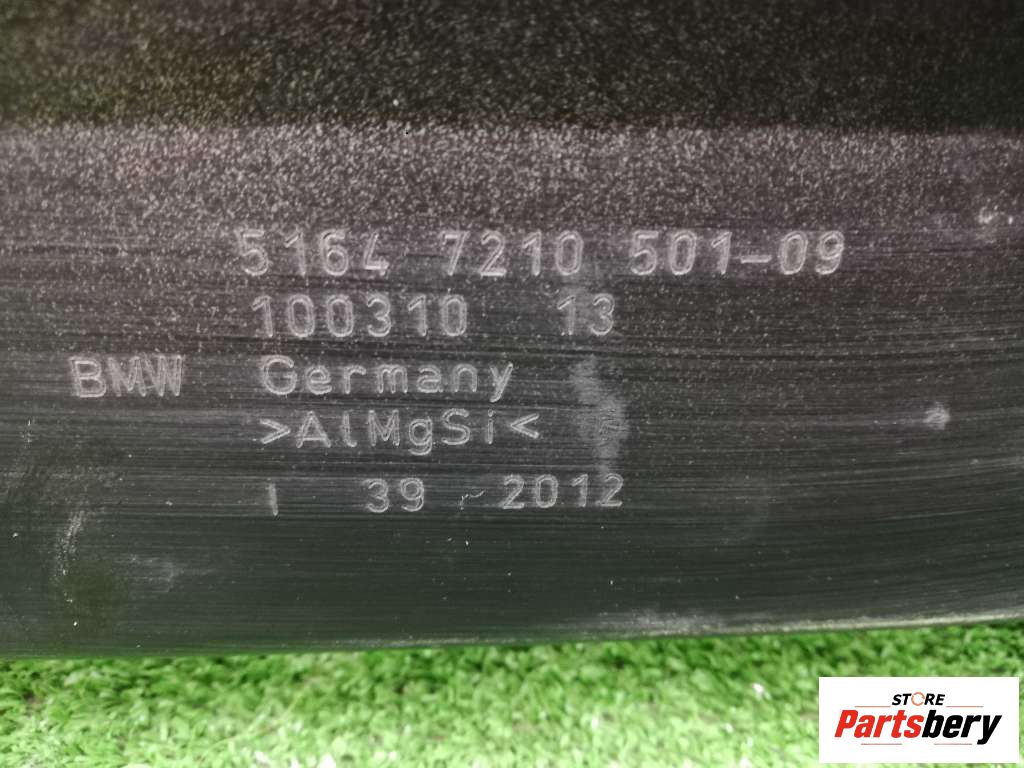 5164 7210 501-09
100310 13
BMW Germany
>AlMgSi<
| 39 - 2012
STORE
Partsbery